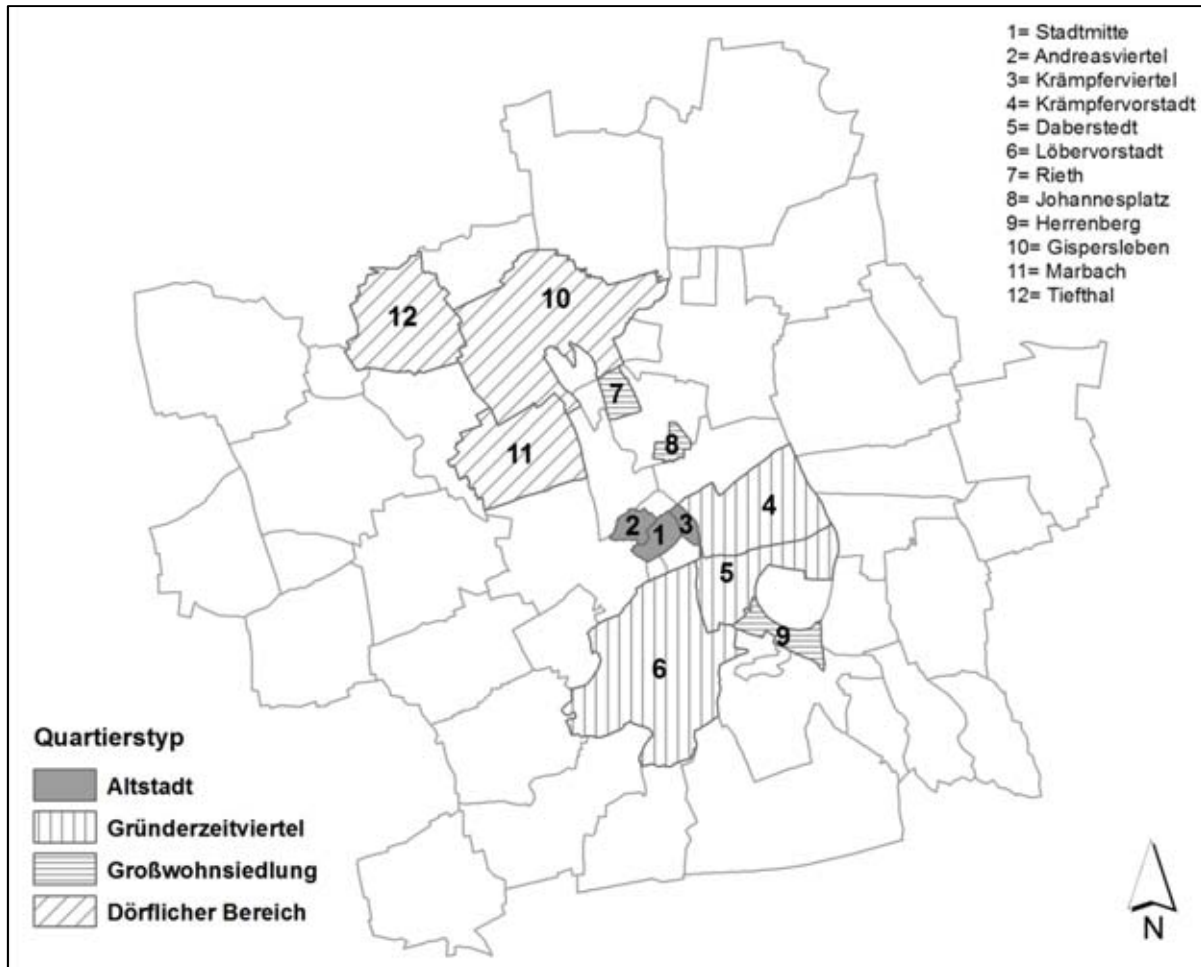 1= Stadtmitte
2= Andreasviertel
3= Krämpferviertel
4= Krämpfervorstadt
5= Daberstedt
6= Löbervorstadt
7= Rieth
8= Johannesplatz
9= Herrenberg
10= Gispersleben
11= Marbach
12= Tiefthal
10
12
7
8
11
4
2
3
1
5
9
6
Quartierstyp
Altstadt
Gründerzeitviertel
Großwohnsiedlung
Dörflicher Bereich
N